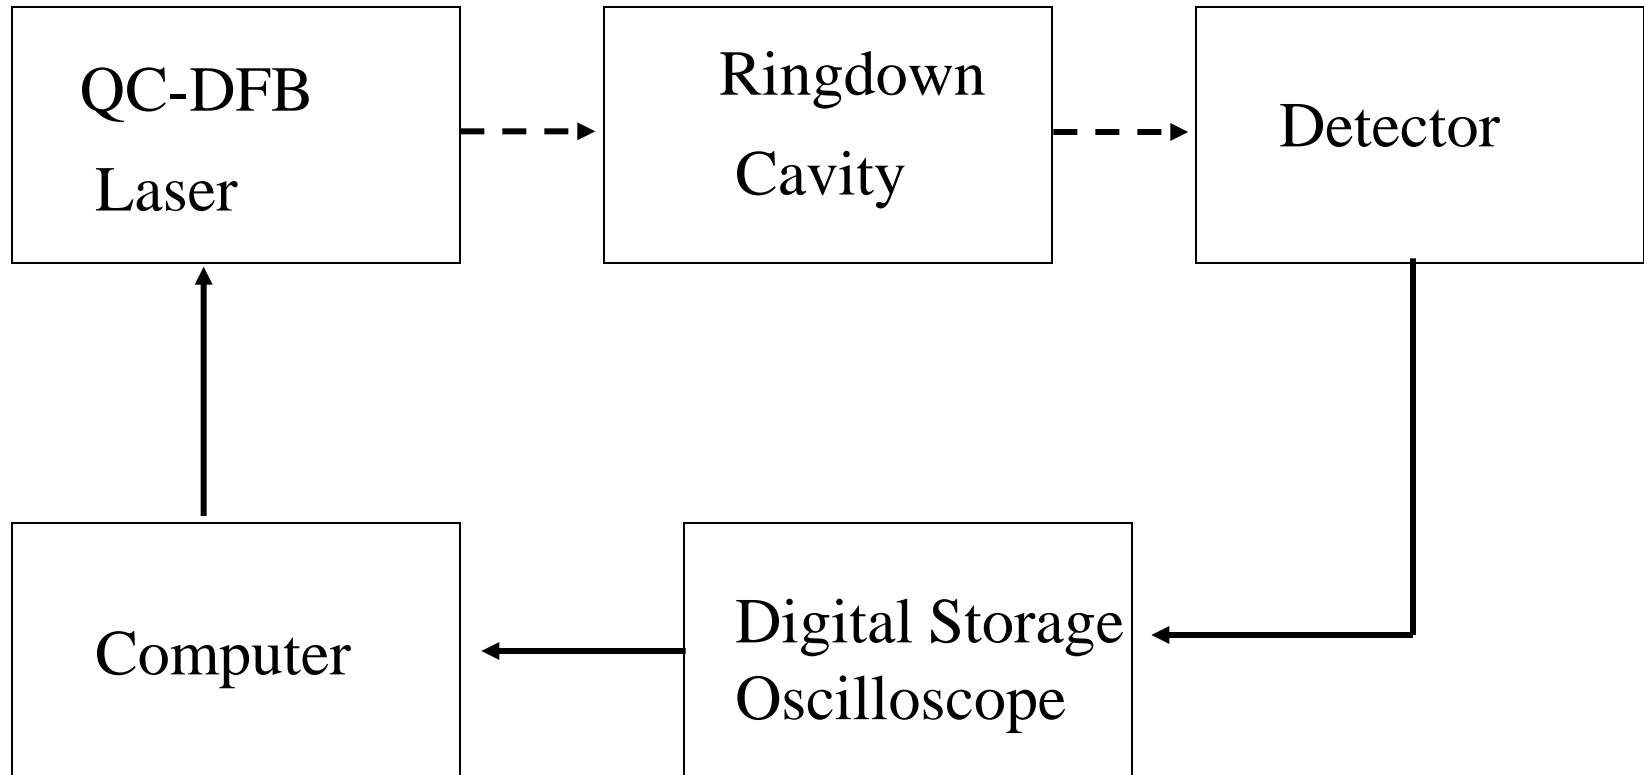 QC-DFB
Laser
Ringdown
Cavity
Detector
Computer
Digital Storage
Oscilloscope